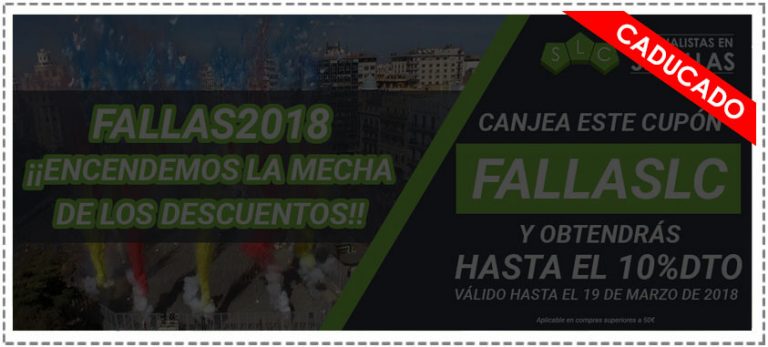 FALLAS2018
¡¡ENCENDEMOS LA MECHA
DE LOS DESCUENTOS!!
SLC
EN
CADUCADO
CANJEA ESTE CUPÓN
FALLASLC
Y OBTENDRÁS
HASTA EL 10%DTO
VÁLIDO HASTA EL 19 DE MARZO DE 2018
Aplicable en compras superiores a 50€